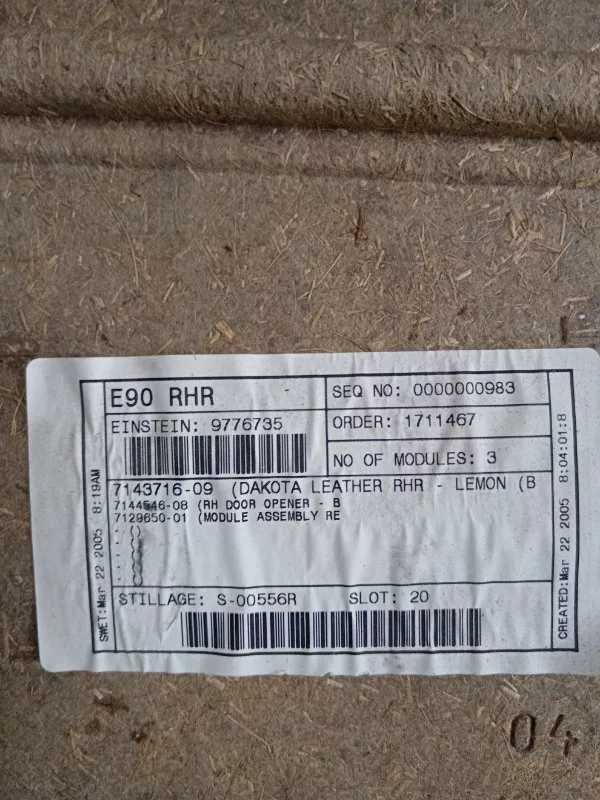 E90 RHR
SEQ NO: 0000000983
EINSTEIN: 9776735
ORDER: 1711467
NO OF MODULES: 3
7143716-09 (DAKOTA LEATHER RHR - LEMON (B
7144546-08 (RH DOOR OPENER - B
7129650-01 (MODULE ASSEMBLY RE
STILLAGE: S-00556R SLOT: 20
SWET:Mar 22 2005 8:19AM
CREATED:Mar 22 2005 8:04:01:8
04